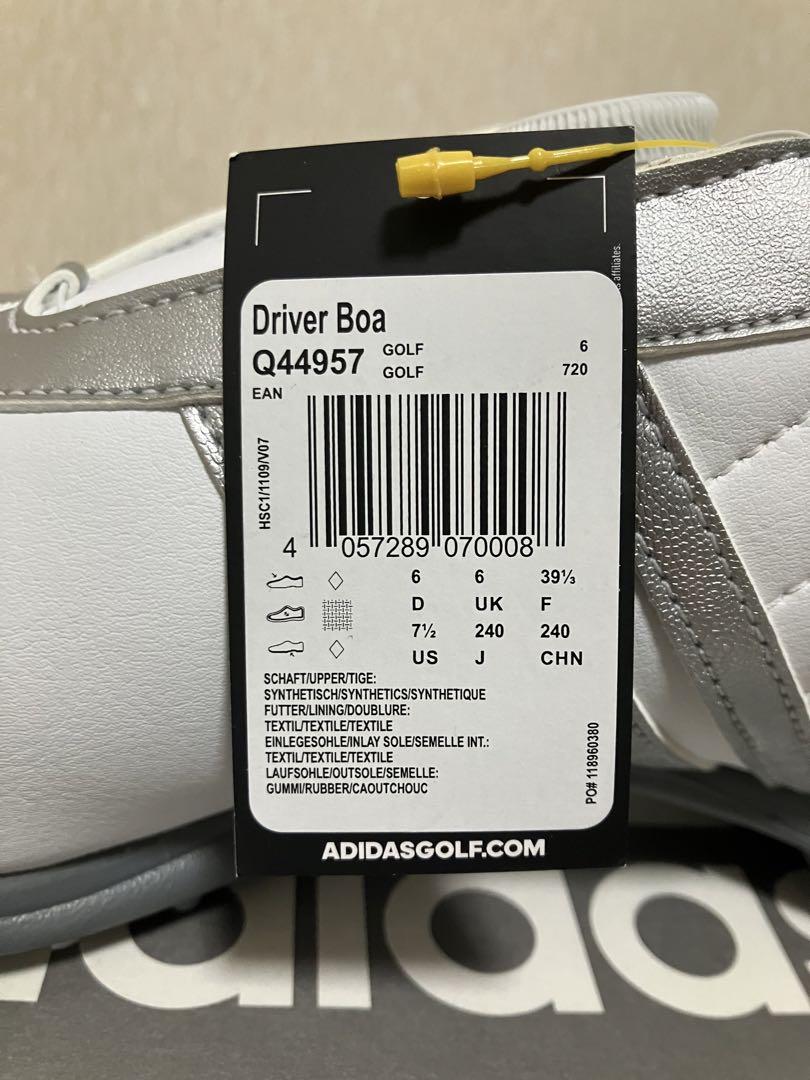 s affiliates.
Driver Boa
Q44957 GOLF 6
GOLF 720
EAN
HSC1/1109/V07
4 057289 070008
6 6 39⅓
D UK F
7½ 240 240
US J CHN
SCHAFT/UPPER/TIGE:
SYNTHETISCH/SYNTHETICS/SYNTHETIQUE
FUTTER/LINING/DOUBLURE:
TEXTIL/TEXTILE/TEXTILE
EINLEGESOHLE/INLAY SOLE/SEMELLE INT.:
TEXTIL/TEXTILE/TEXTILE
LAUFSOHLE/OUTSOLE/SEMELLE:
GUMMI/RUBBER/CAOUTCHOUC
PO# 118960380
ADIDASGOLF.COM
adidas